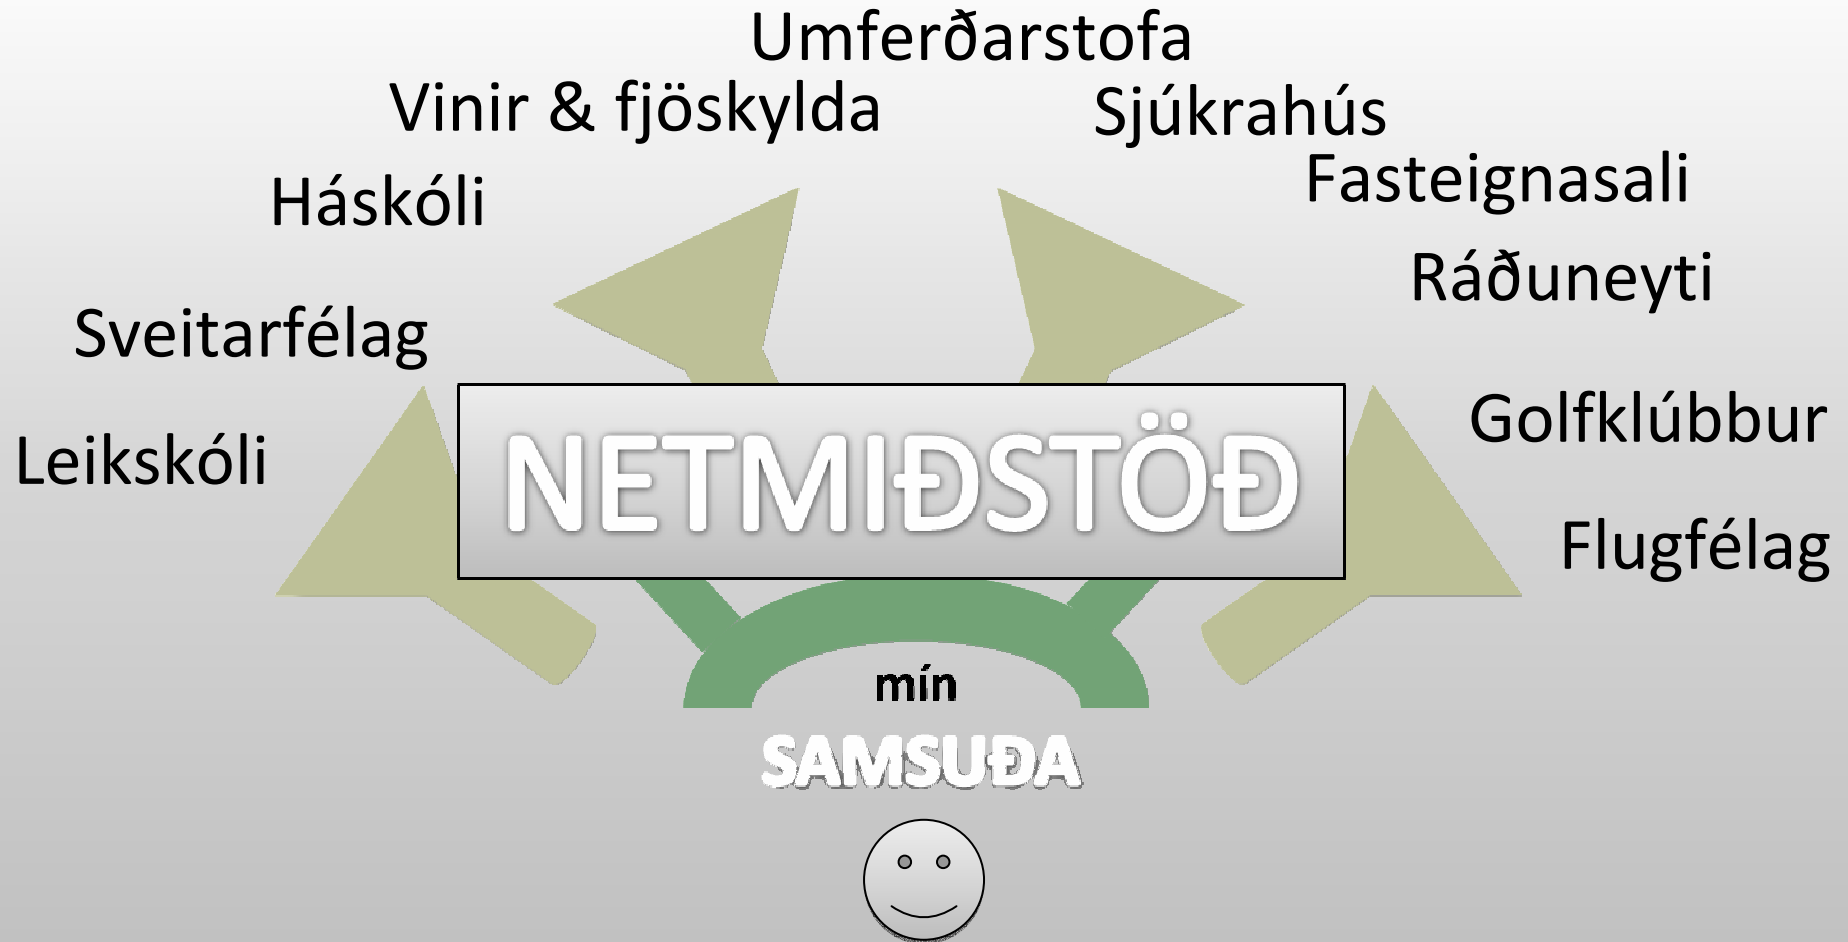 Umferðarstofa
Vinir & fjöskylda
Sjúkrahús
Fasteignasali
Háskóli
Ráðuneyti
Sveitarfélag
Golfklúbbur
Leikskóli
NETMIÐSTÖÐ
Flugfélag
mín
SAMSUÐA